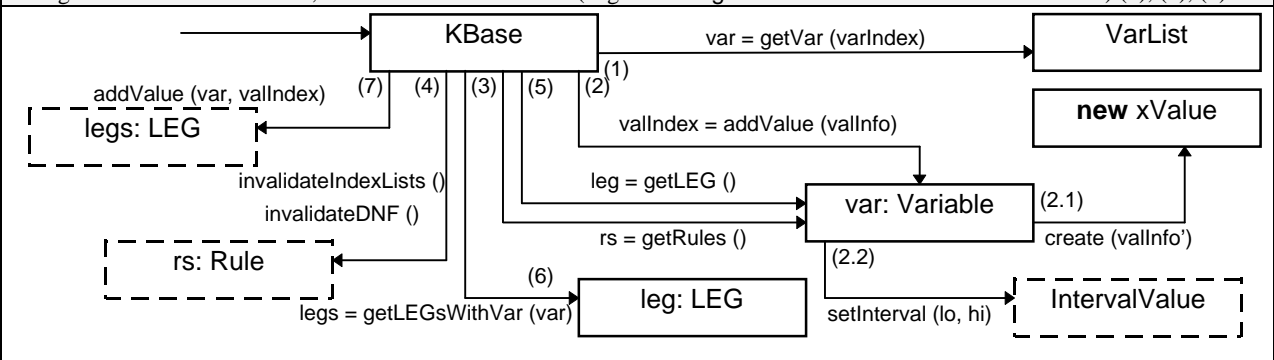 KBase
var = getVar (varIndex)
VarList
(7)
(4)
(3)
(5)
(2)
(1)
addValue (var, valIndex)
legs: LEG
valIndex = addValue (valInfo)
new xValue
invalidateIndexLists ()
leg = getLEG ()
var: Variable
(2.1)
invalidateDNF ()
rs = getRules ()
create (valInfo’)
rs: Rule
(2.2)
(6)
leg: LEG
IntervalValue
legs = getLEGsWithVar (var)
setInterval (lo, hi)